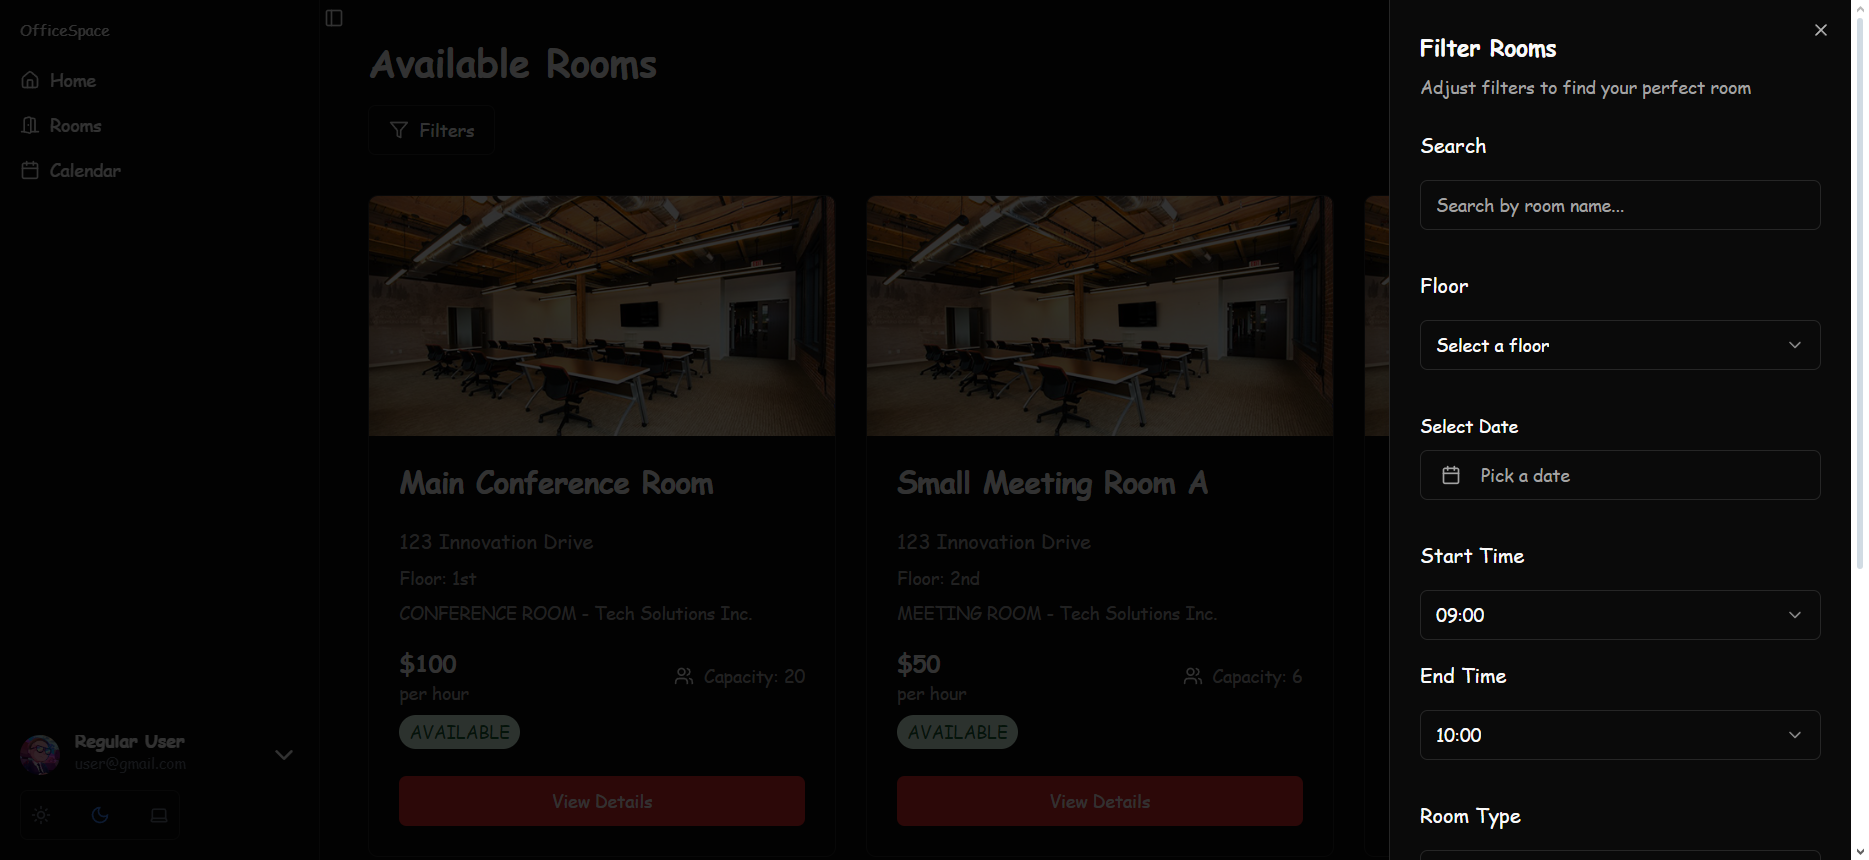 OfficeSpace
Home
Rooms
Calendar
Regular User
user@gmail.com
Available Rooms
Filters
Main Conference Room
123 Innovation Drive
Floor: 1st
CONFERENCE ROOM - Tech Solutions Inc.
$100
per hour
Capacity: 20
AVAILABLE
View Details
Small Meeting Room A
123 Innovation Drive
Floor: 2nd
MEETING ROOM - Tech Solutions Inc.
$50
per hour
Capacity: 6
AVAILABLE
View Details
Filter Rooms
Adjust filters to find your perfect room
Search
Search by room name...
Floor
Select a floor
Select Date
Pick a date
Start Time
09:00
End Time
10:00
Room Type